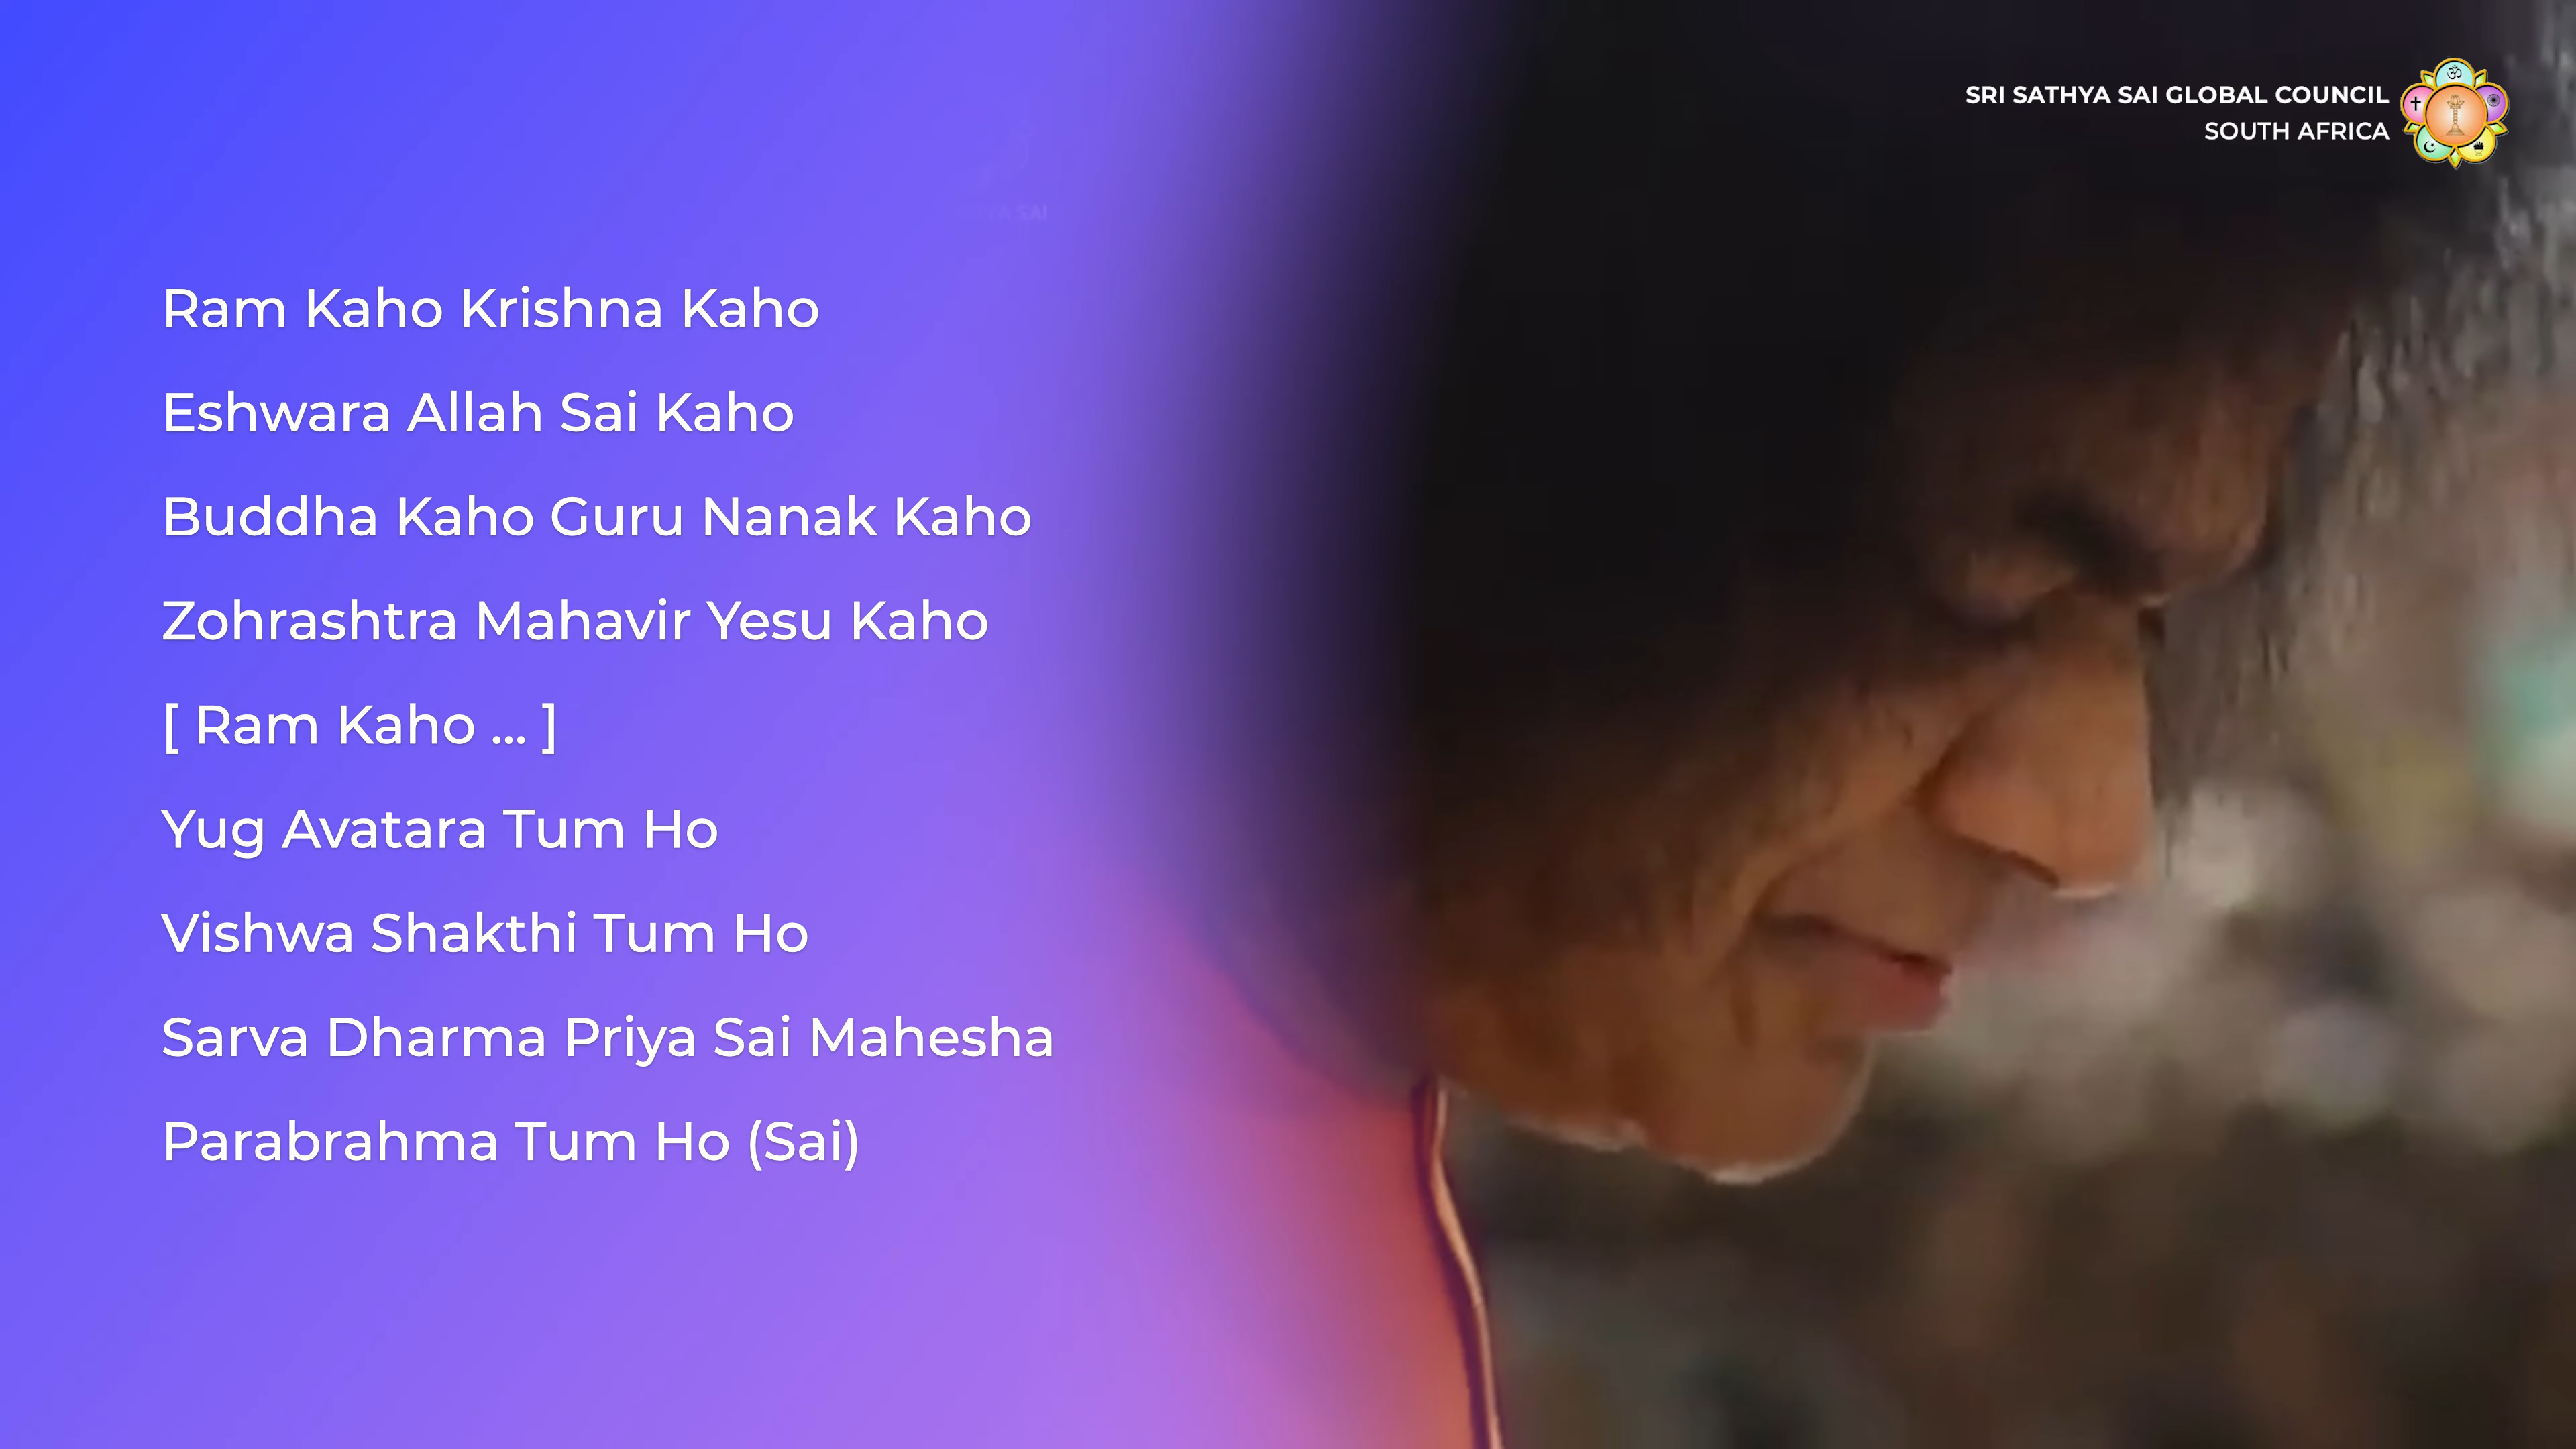 SRI SATHYA SAI GLOBAL COUNCIL
SOUTH AFRICA
Ram Kaho Krishna Kaho
Eshwara Allah Sai Kaho
Buddha Kaho Guru Nanak Kaho
Zohrashtra Mahavir Yesu Kaho
[ Ram Kaho ... ]
Yug Avatara Tum Ho
Vishwa Shakthi Tum Ho
Sarva Dharma Priya Sai Mahesha
Parabrahma Tum Ho (Sai)